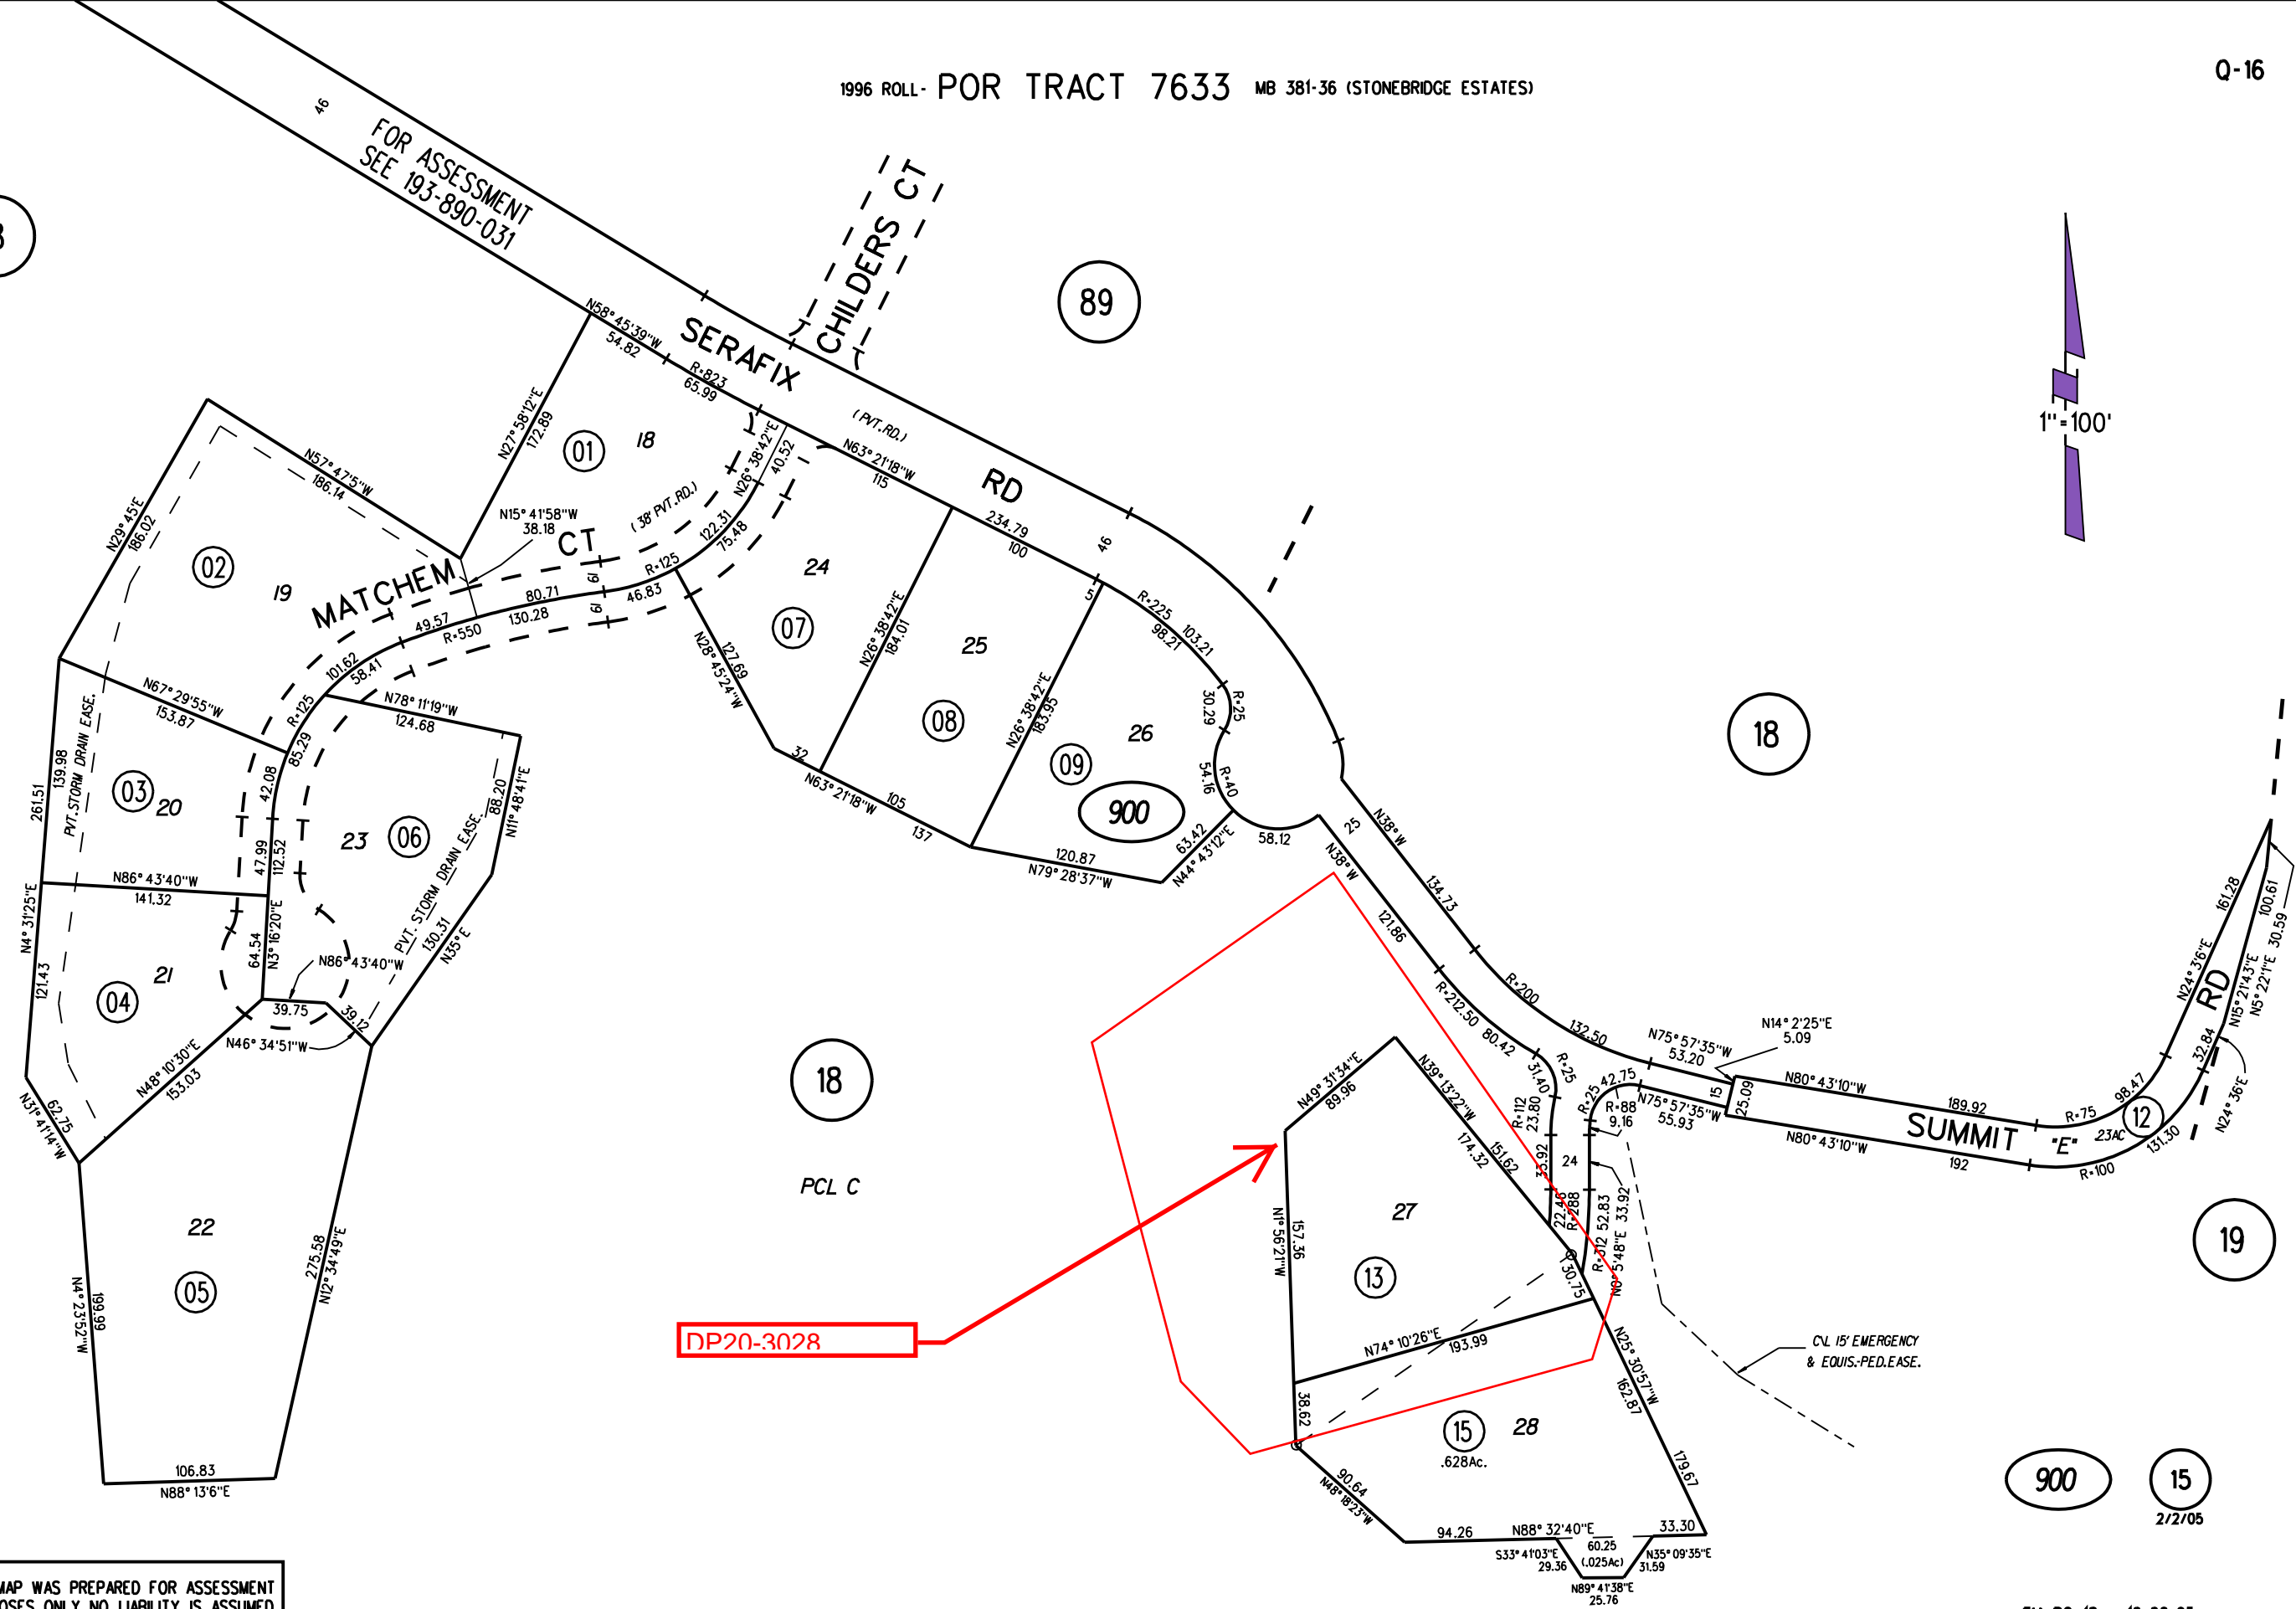 1996 ROLL- POR TRACT 7633 MB 381-36 (STONEBRIDGE ESTATES)
Q-16
46
FOR ASSESSMENT
SEE 193-890-031
CHILDERS CT
89
1"=100'
N58°45'39"W
54.82
SERAFIX
R=823
65.99
(PVT.RD.)
RD
N27°58'12"E
172.89
01
18
N26°38'42"E
40.52
N63°21'18"W
115
234.79
100
46
N57°47'5"W
186.14
N29°45'E
186.02
N15°41'58"W
38.18
(38' PVT.RD.)
122.31
75.48
02
19
MATCHEM
CT
19
19
R=125
46.83
80.71
130.28
49.57
R=550
24
07
N26°38'42"E
184.01
25
08
5
R=225
98.21
103.21
N28°45'24"W
127.69
N26°38'42"E
183.95
30.29
R=25
26
09
54.16
R=40
900
32
N63°21'18"W
105
137
63.42
N44°43'12"E
58.12
120.87
N79°28'37"W
101.62
58.41
R=125
85.29
N67°29'55"W
153.87
N78°11'19"W
124.68
PVT.STORM DRAIN EASE.
139.98
261.51
03
20
42.08
47.99
112.52
23
06
88.20
N11°48'41"E
PVT. STORM DRAIN EASE.
130.31
N35°E
N86°43'40"W
141.32
N4°31'25"E
121.43
64.54
N3°16'20"E
N86°43'40"W
21
04
39.75
39.12
N46°34'51"W
N48°10'30"E
153.03
62.75
N31°41'14"W
22
05
275.58
N12°34'49"E
199.99
N4°23'52"W
106.83
N88°13'6"E
18
PCL C
DP20-3028
18
25
N38°W
N38°W
134.73
121.86
R=200
132.50
R=212.50
80.42
N75°57'35"W
53.20
N14°2'25"E
5.09
31.40
R=25
R=25 42.75
R=88
9.16
N75°57'35"W
55.93
15
25.09
N80°43'10"W
189.92
SUMMIT
"E"
RD
N80°43'10"W
192
R=75
98.47
12
.23AC
R=100
131.30
161.28
N24°3'6"E
100.61
N15°21'43"E
N5°22'1"E 30.59
32.84
N24°36'E
19
N49°31'34"E
89.96
N39°13'22"W
174.32
151.62
R=112
23.80
33.92
24
22.46
R=288
R=312 52.83
N0°5'48"E 33.92
27
13
157.36
N1°56'21"W
30.75
N74°10'26"E
193.99
C\L 15' EMERGENCY
& EQUIS.-PED.EASE.
N25°30'57"W
162.87
38.62
15
28
.628Ac.
179.67
90.64
N48°18'23"W
94.26
N88°32'40"E
33.30
S33°41'03"E
29.36
60.25
(.025Ac)
N35°09'35"E
31.59
N89°41'38"E
25.76
900
15
2/2/05
MAP WAS PREPARED FOR ASSESSMENT
ONLY. NO LIABILITY IS ASSUMED